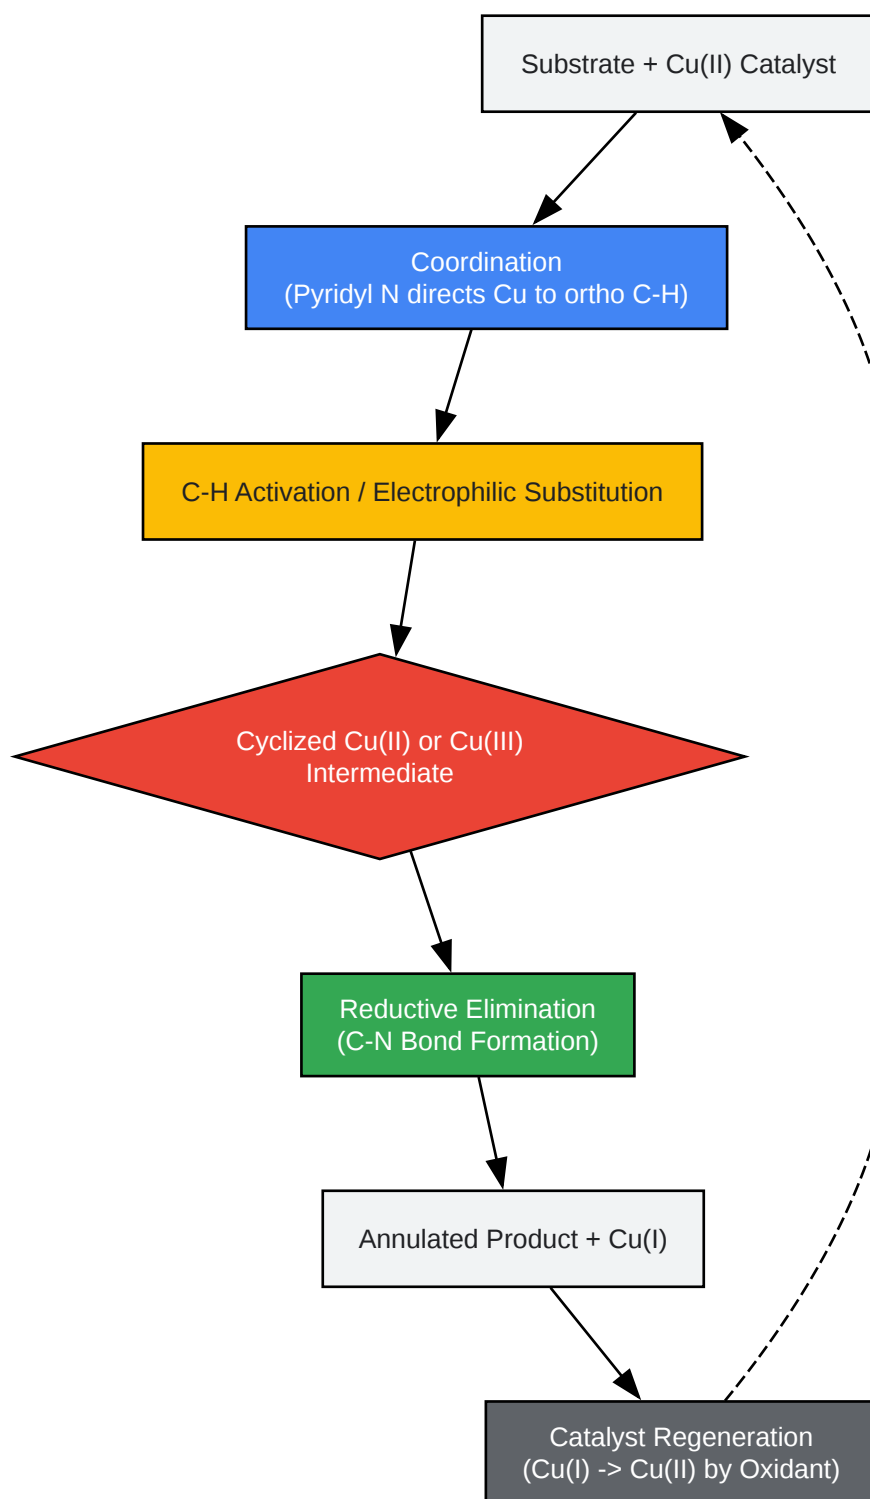 Substrate + Cu(II) Catalyst
Coordination
(Pyridyl N directs Cu to ortho C-H)
C-H Activation / Electrophilic Substitution
Cyclized Cu(II) or Cu(III)
Intermediate
Reductive Elimination
(C-N Bond Formation)
Annulated Product + Cu(I)
Catalyst Regeneration
(Cu(I) -> Cu(II) by Oxidant)